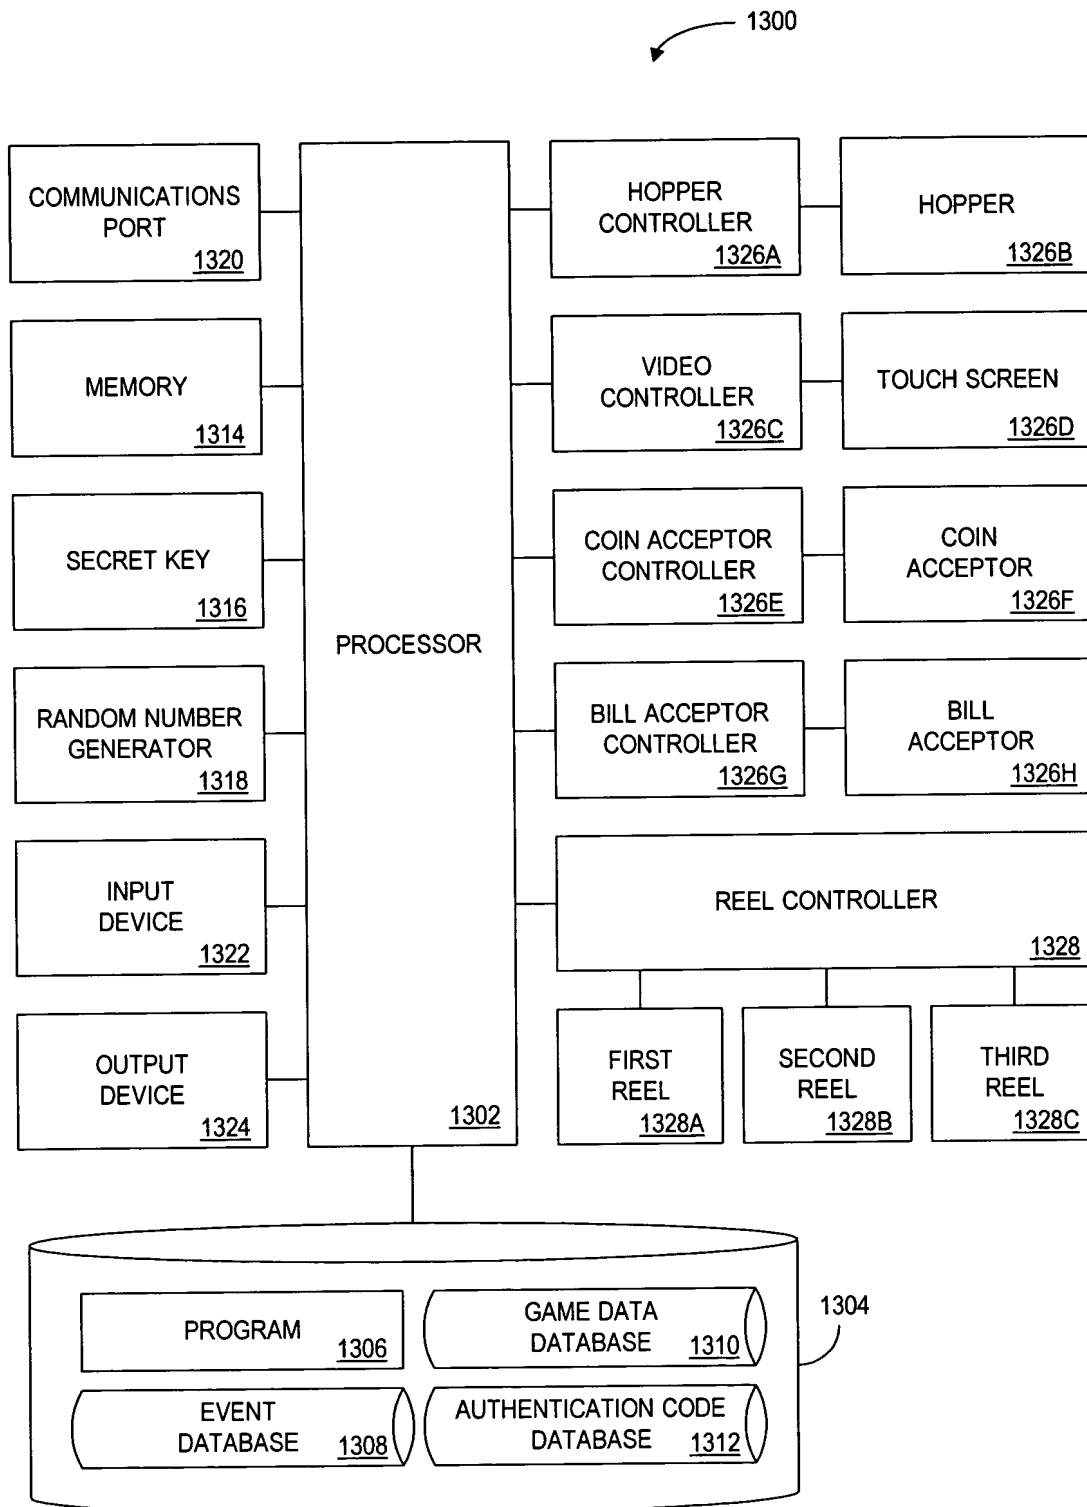 1300
COMMUNICATIONS
PORT
1320
HOPPER
CONTROLLER
1326A
HOPPER
1326B
MEMORY
1314
VIDEO
CONTROLLER
1326C
TOUCH SCREEN
1326D
SECRET KEY
1316
COIN ACCEPTOR
CONTROLLER
1326E
COIN
ACCEPTOR
1326F
PROCESSOR
1302
RANDOM NUMBER
GENERATOR
1318
BILL ACCEPTOR
CONTROLLER
1326G
BILL
ACCEPTOR
1326H
INPUT
DEVICE
1322
REEL CONTROLLER
1328
OUTPUT
DEVICE
1324
FIRST
REEL
1328A
SECOND
REEL
1328B
THIRD
REEL
1328C
PROGRAM
1306
GAME DATA
DATABASE
1310
1304
EVENT
DATABASE
1308
AUTHENTICATION CODE
DATABASE
1312